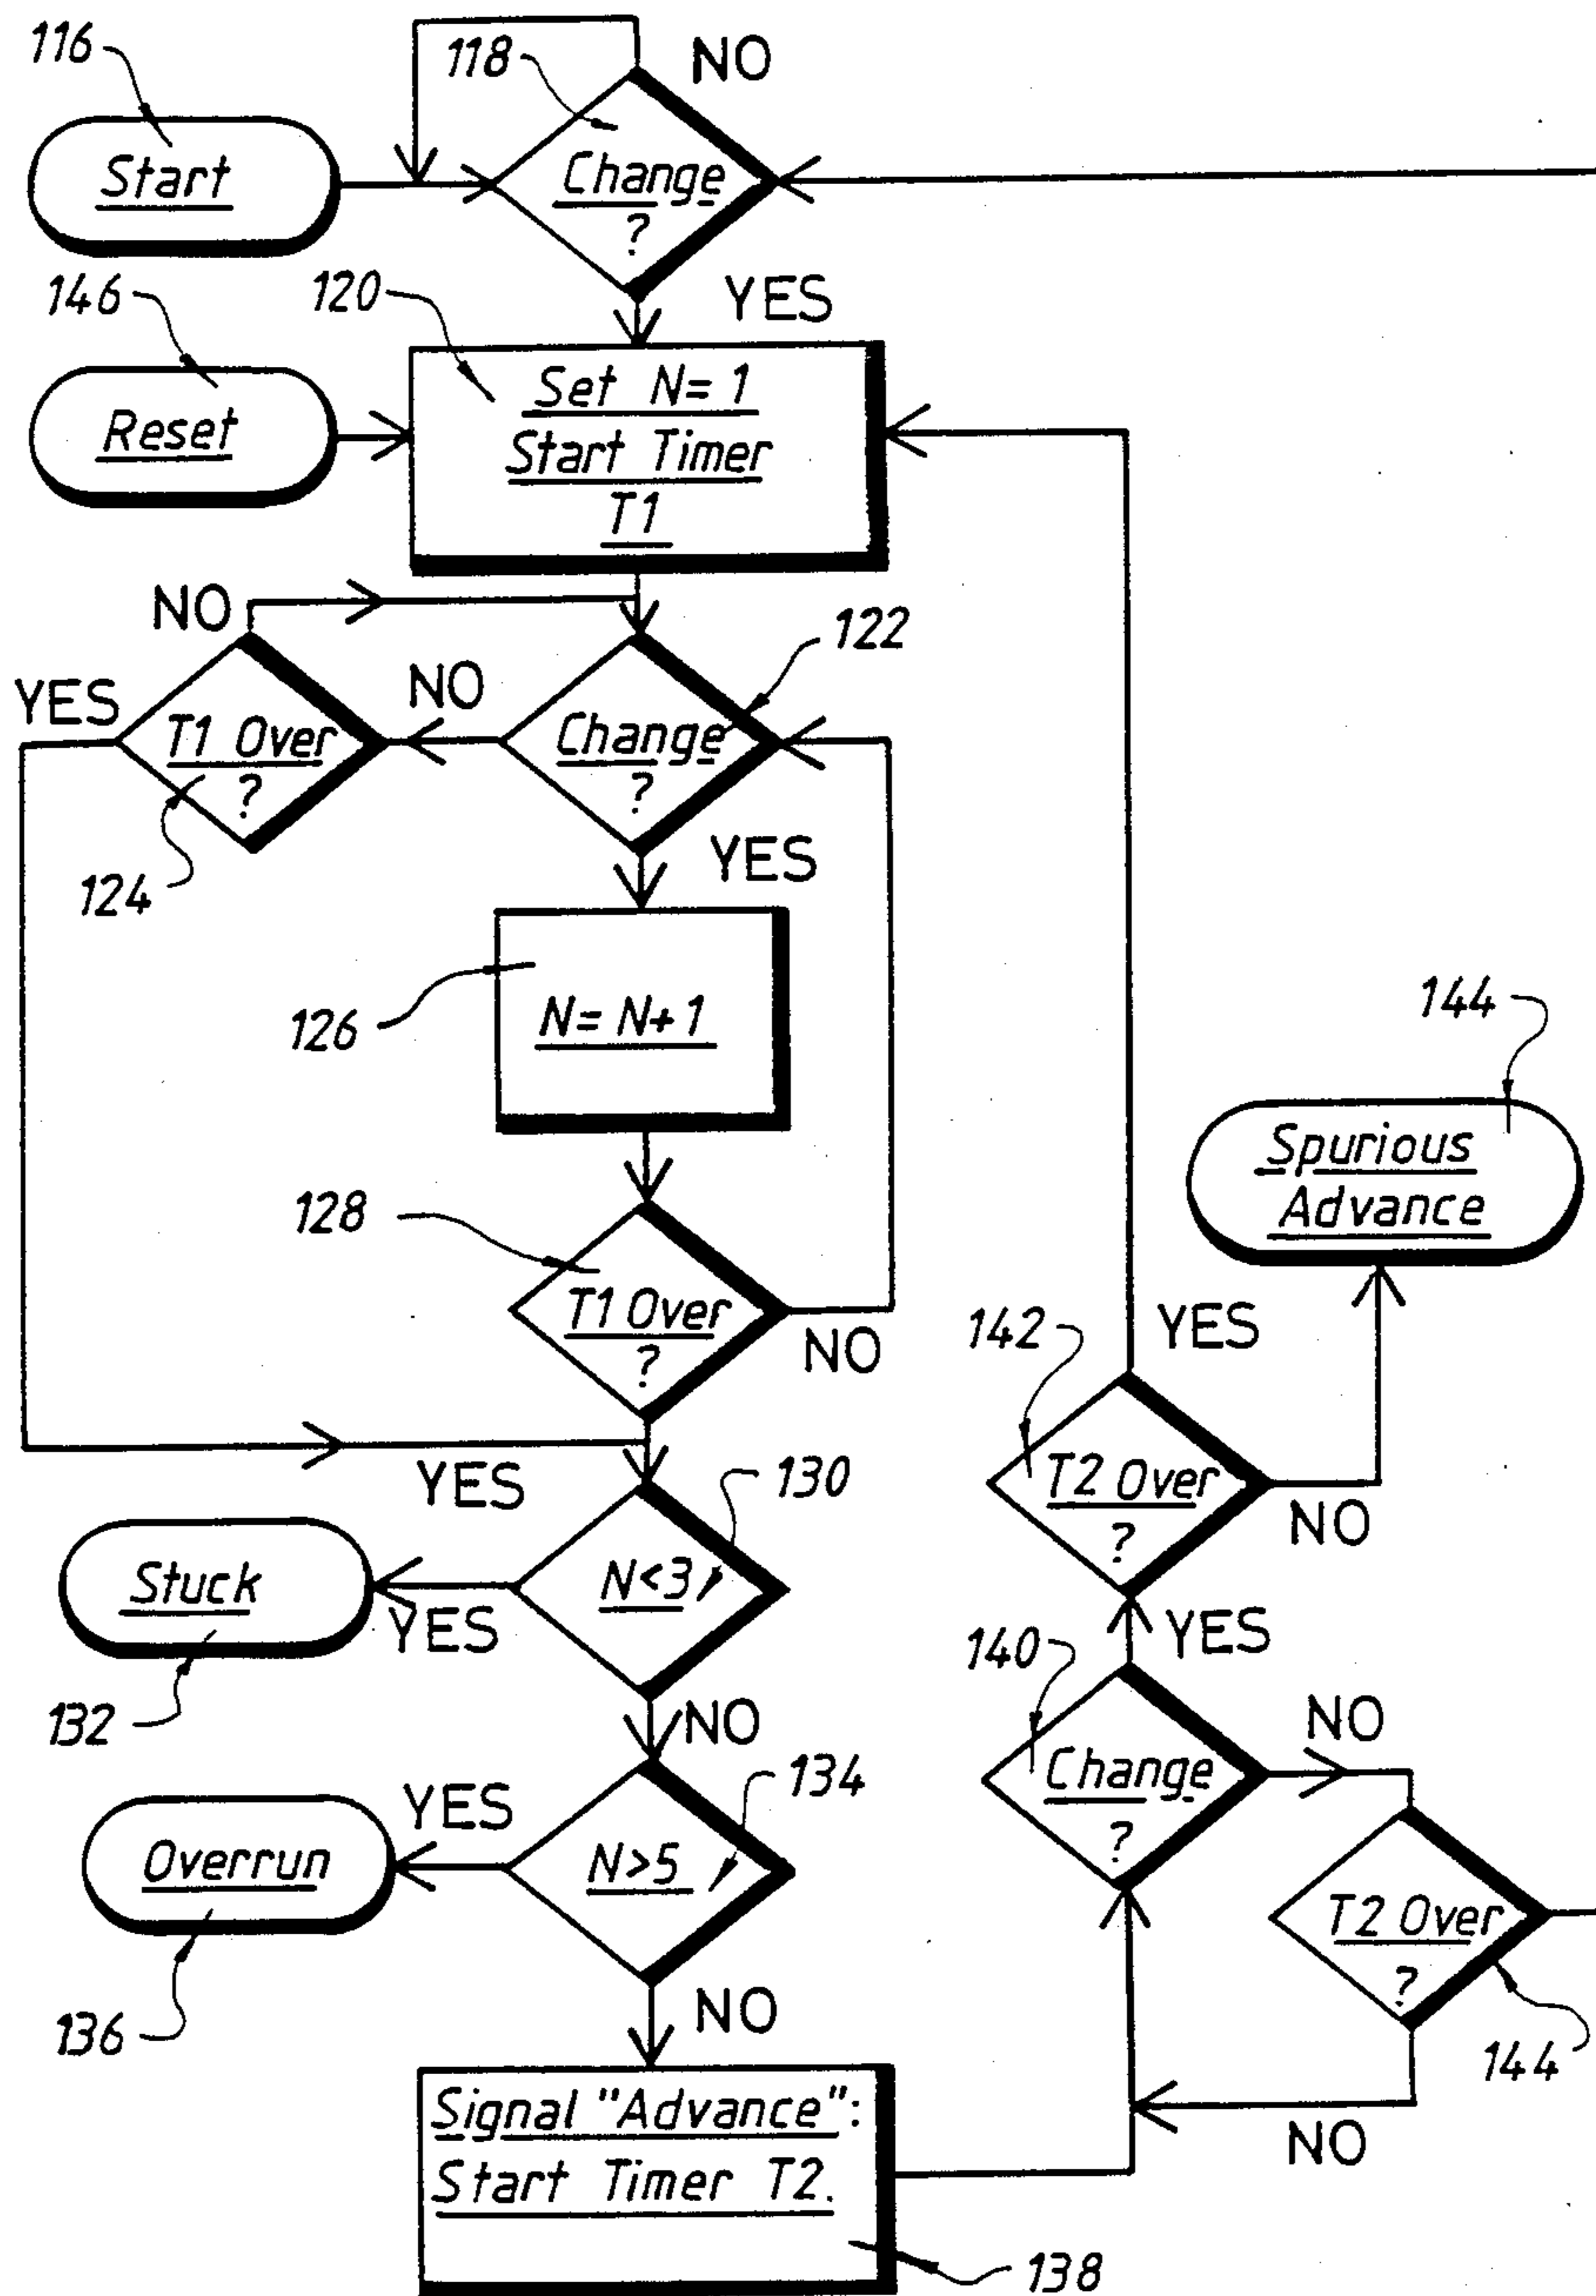 116
118
NO
Start
Change
?
146
120
YES
Reset
Set N=1
Start Timer
T1
NO
122
YES
NO
T1 Over
?
Change
?
124
YES
126
N=N+1
144
Spurious
Advance
128
T1 Over
?
NO
142
YES
YES
130
T2 Over
?
NO
Stuck
YES
N<3
132
140
YES
NO
NO
134
Change
?
YES
Overrun
N>5
T2 Over
?
136
NO
144
NO
Signal "Advance":
Start Timer T2.
138